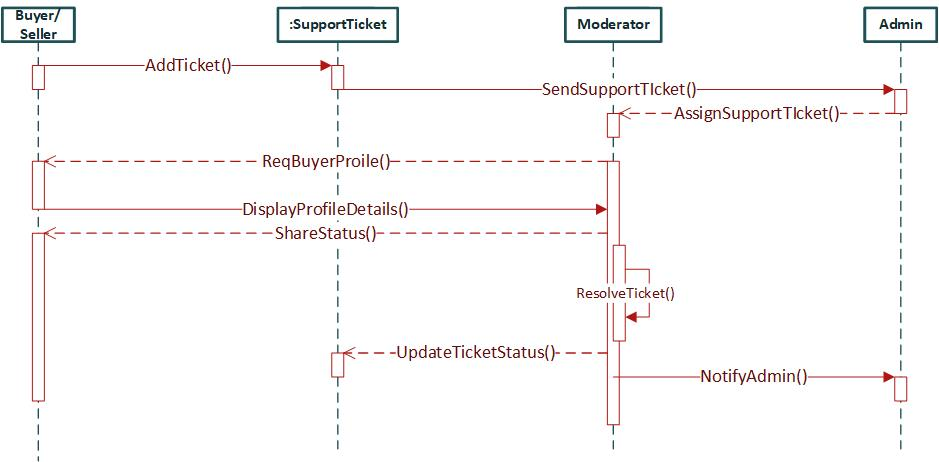 Buyer/
Seller
:SupportTicket
Moderator
Admin
AddTicket()
SendSupportTIcket()
AssignSupportTIcket()
ReqBuyerProile()
DisplayProfileDetails()
ShareStatus()
ResolveTicket()
UpdateTicketStatus()
NotifyAdmin()